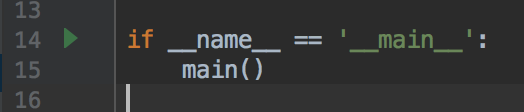 13
14 if __name__ == '__main__':
15     main()
16